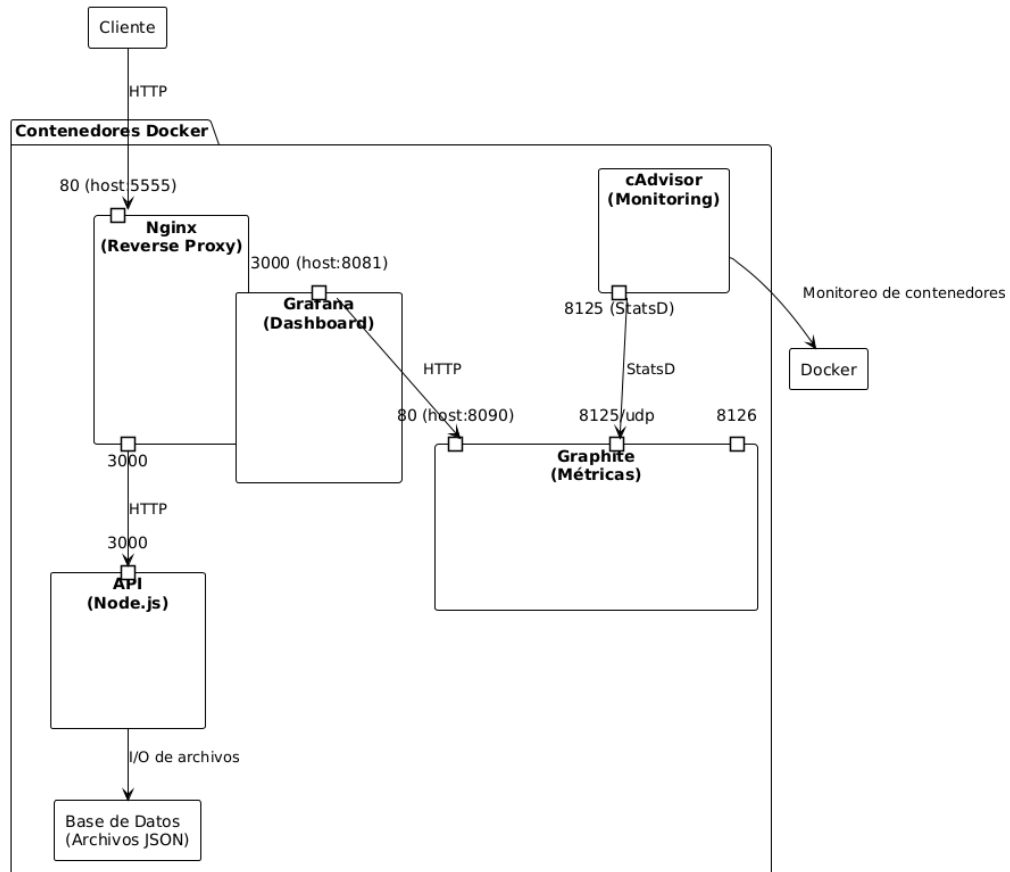 Cliente
HTTP
Contenedores Docker
80 (host:5555)
Nginx
(Reverse Proxy)
cAdvisor
(Monitoring)
3000 (host:8081)
Grafana
(Dashboard)
8125 (StatsD)
Monitoreo de contenedores
Docker
HTTP
StatsD
80 (host:8090)
8125/udp
8126
Graphite
(Métricas)
3000
HTTP
3000
API
(Node.js)
I/O de archivos
Base de Datos
(Archivos JSON)